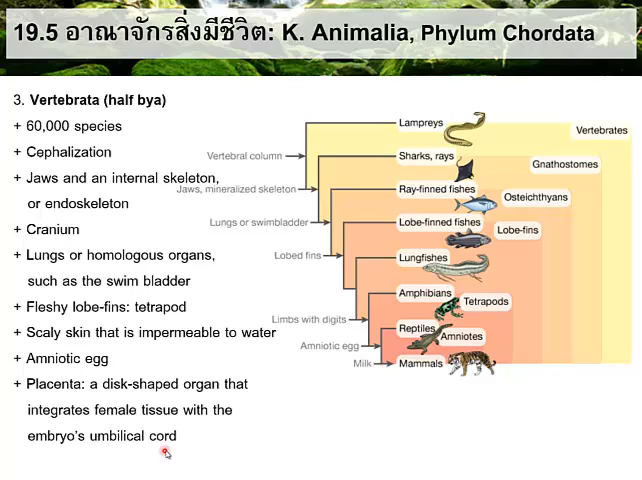 19.5 อาณาจักรสิ่งมีชีวิต: K. Animalia, Phylum Chordata
3. Vertebrata (half bya)
+ 60,000 species
+ Cephalization
+ Jaws and an internal skeleton,
or endoskeleton
+ Cranium
+ Lungs or homologous organs,
such as the swim bladder
+ Fleshy lobe-fins: tetrapod
+ Scaly skin that is impermeable to water
+ Amniotic egg
+ Placenta: a disk-shaped organ that
integrates female tissue with the
embryo's umbilical cord
Lampreys
Vertebrates
Vertebral column
Sharks, rays
Gnathostomes
Jaws, mineralized skeleton
Ray-finned fishes
Osteichthyans
Lungs or swimbladder
Lobe-finned fishes
Lobe-fins
Lobed fins
Lungfishes
Amphibians
Tetrapods
Limbs with digits
Reptiles
Amniotes
Amniotic egg
Milk
Mammals